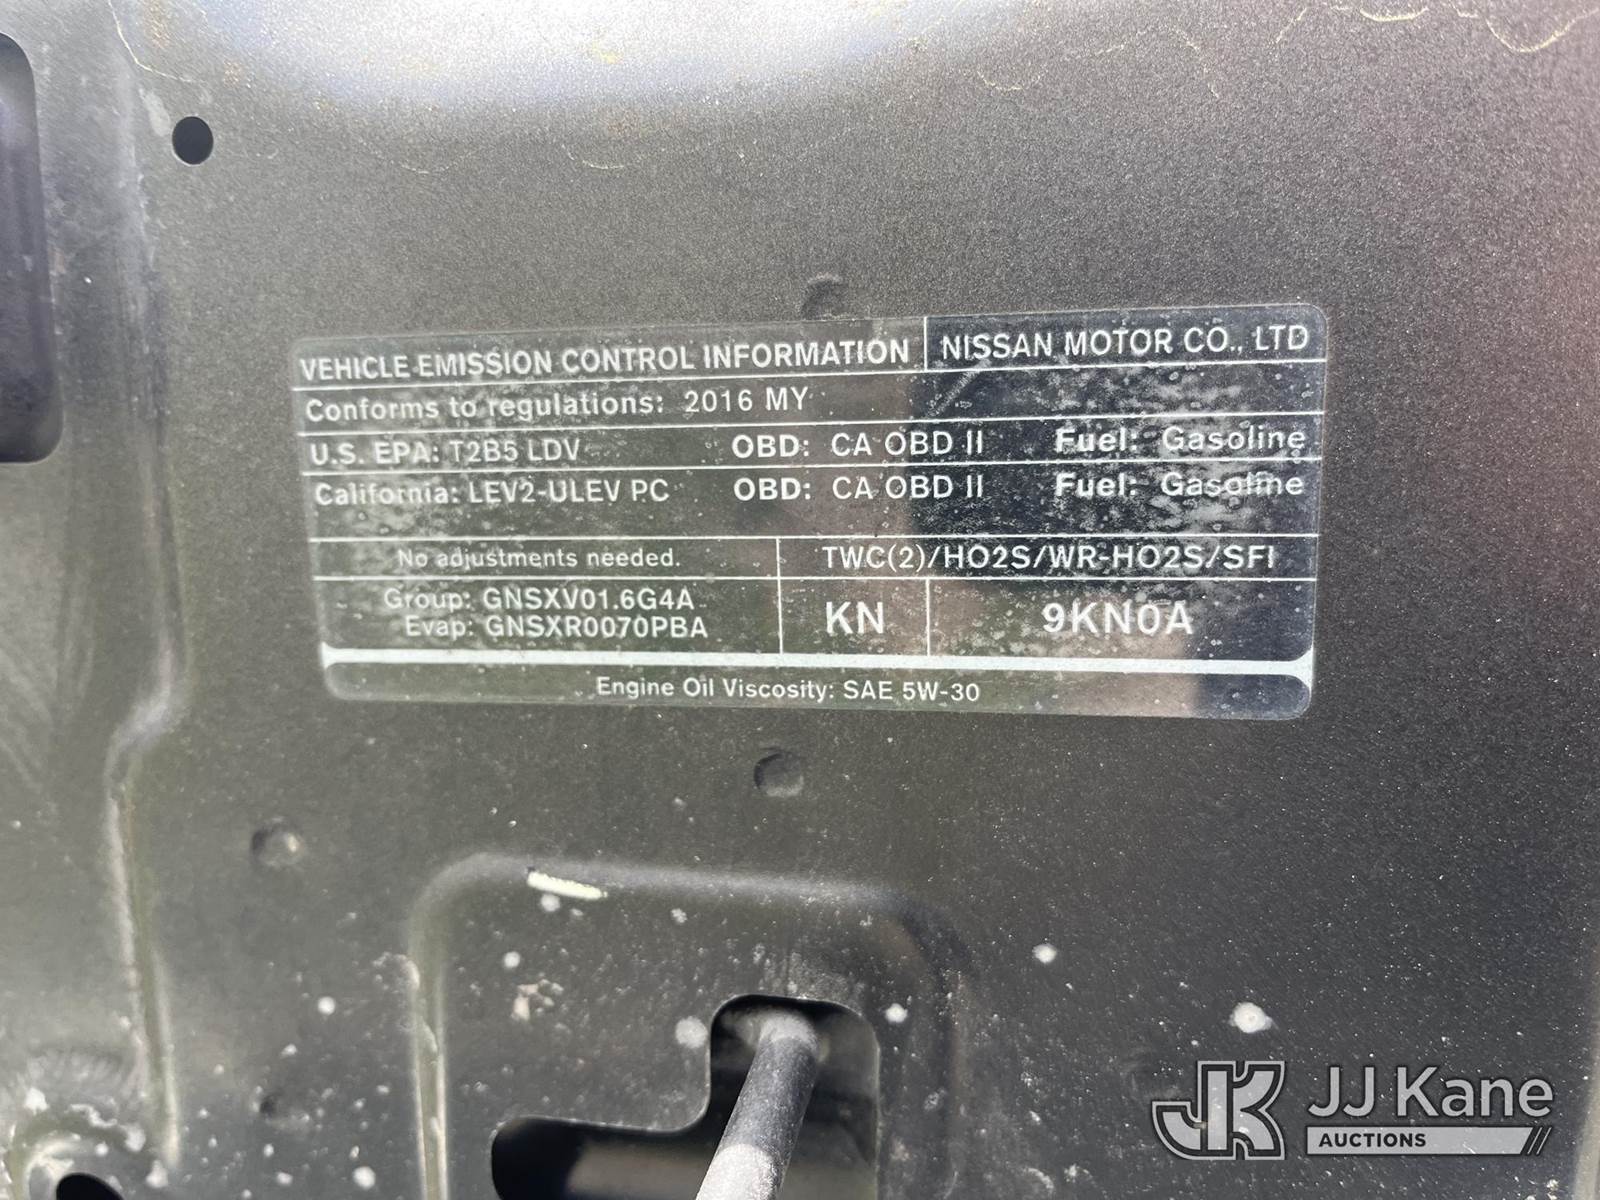 VEHICLE EMISSION CONTROL INFORMATION NISSAN MOTOR CO., LTD
Conforms to regulations: 2016 MY
U.S. EPA: T2B5 LDV OBD: CA OBD II Fuel: Gasoline
California: LEV2-ULEV PC OBD: CA OBD II Fuel: Gasoline
No adjustments needed. TWC(2)/HO2S/WR-HO2S/SFI
Group: GNSXV01.6G4A
Evap: GNSXR0070PBA
KN 9KN0A
Engine Oil Viscosity: SAE 5W-30
JK JJ Kane
AUCTIONS